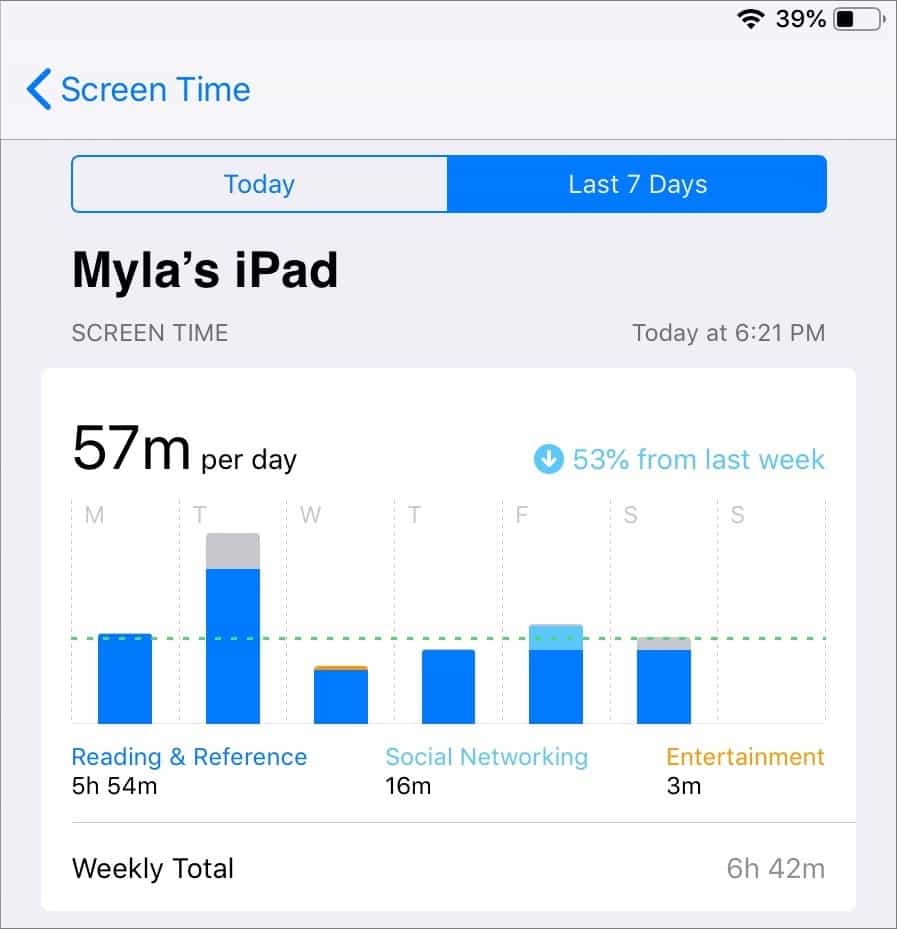 39%
Screen Time
Today Last 7 Days
Myla’s iPad
SCREEN TIME Today at 6:21 PM
57m per day 53% from last week
M T W T F S S
Reading & Reference Social Networking Entertainment
5h 54m 16m 3m
Weekly Total 6h 42m